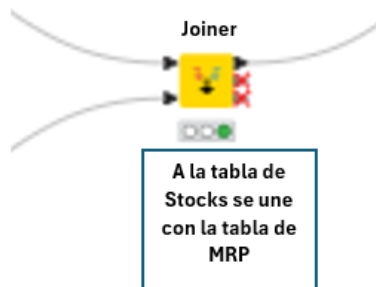 Joiner
A la tabla de
Stocks se une
con la tabla de
MRP